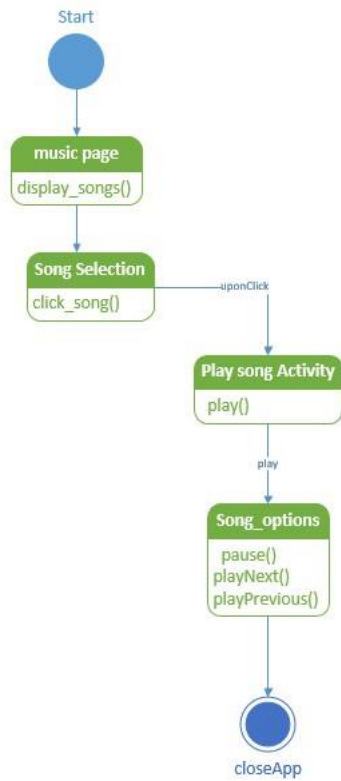 Start
music page
display_songs()
Song Selection
click_song()
uponClick
Play song Activity
play()
play
Song_options
pause()
playNext()
playPrevious()
closeApp